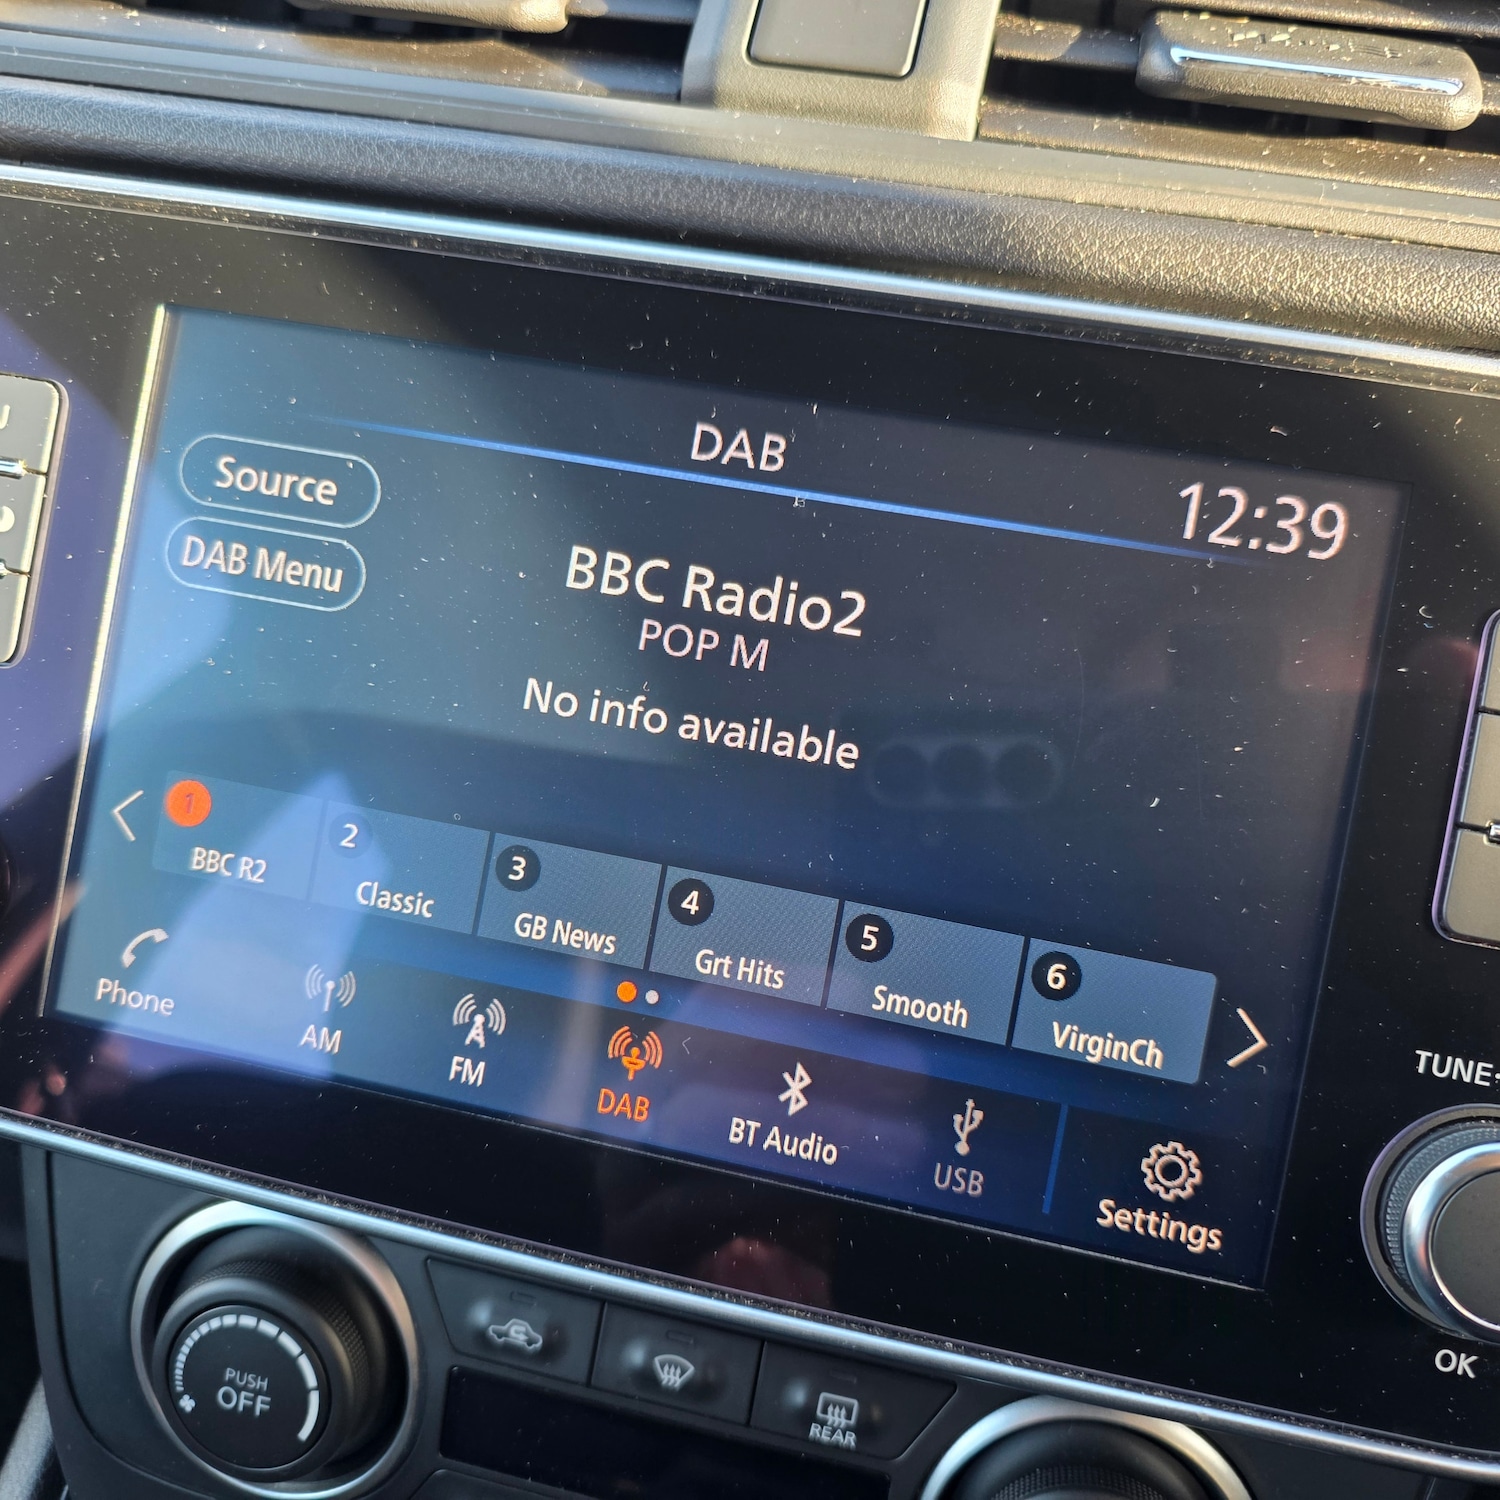 DAB
12:39
Source
DAB Menu
BBC Radio2
POP M
No info available
1
BBC R2
2
Classic
3
GB News
4
Grt Hits
5
Smooth
6
VirginCh
Phone
AM
FM
DAB
BT Audio
USB
Settings
TUNE
OK
PUSH
OFF
REAR